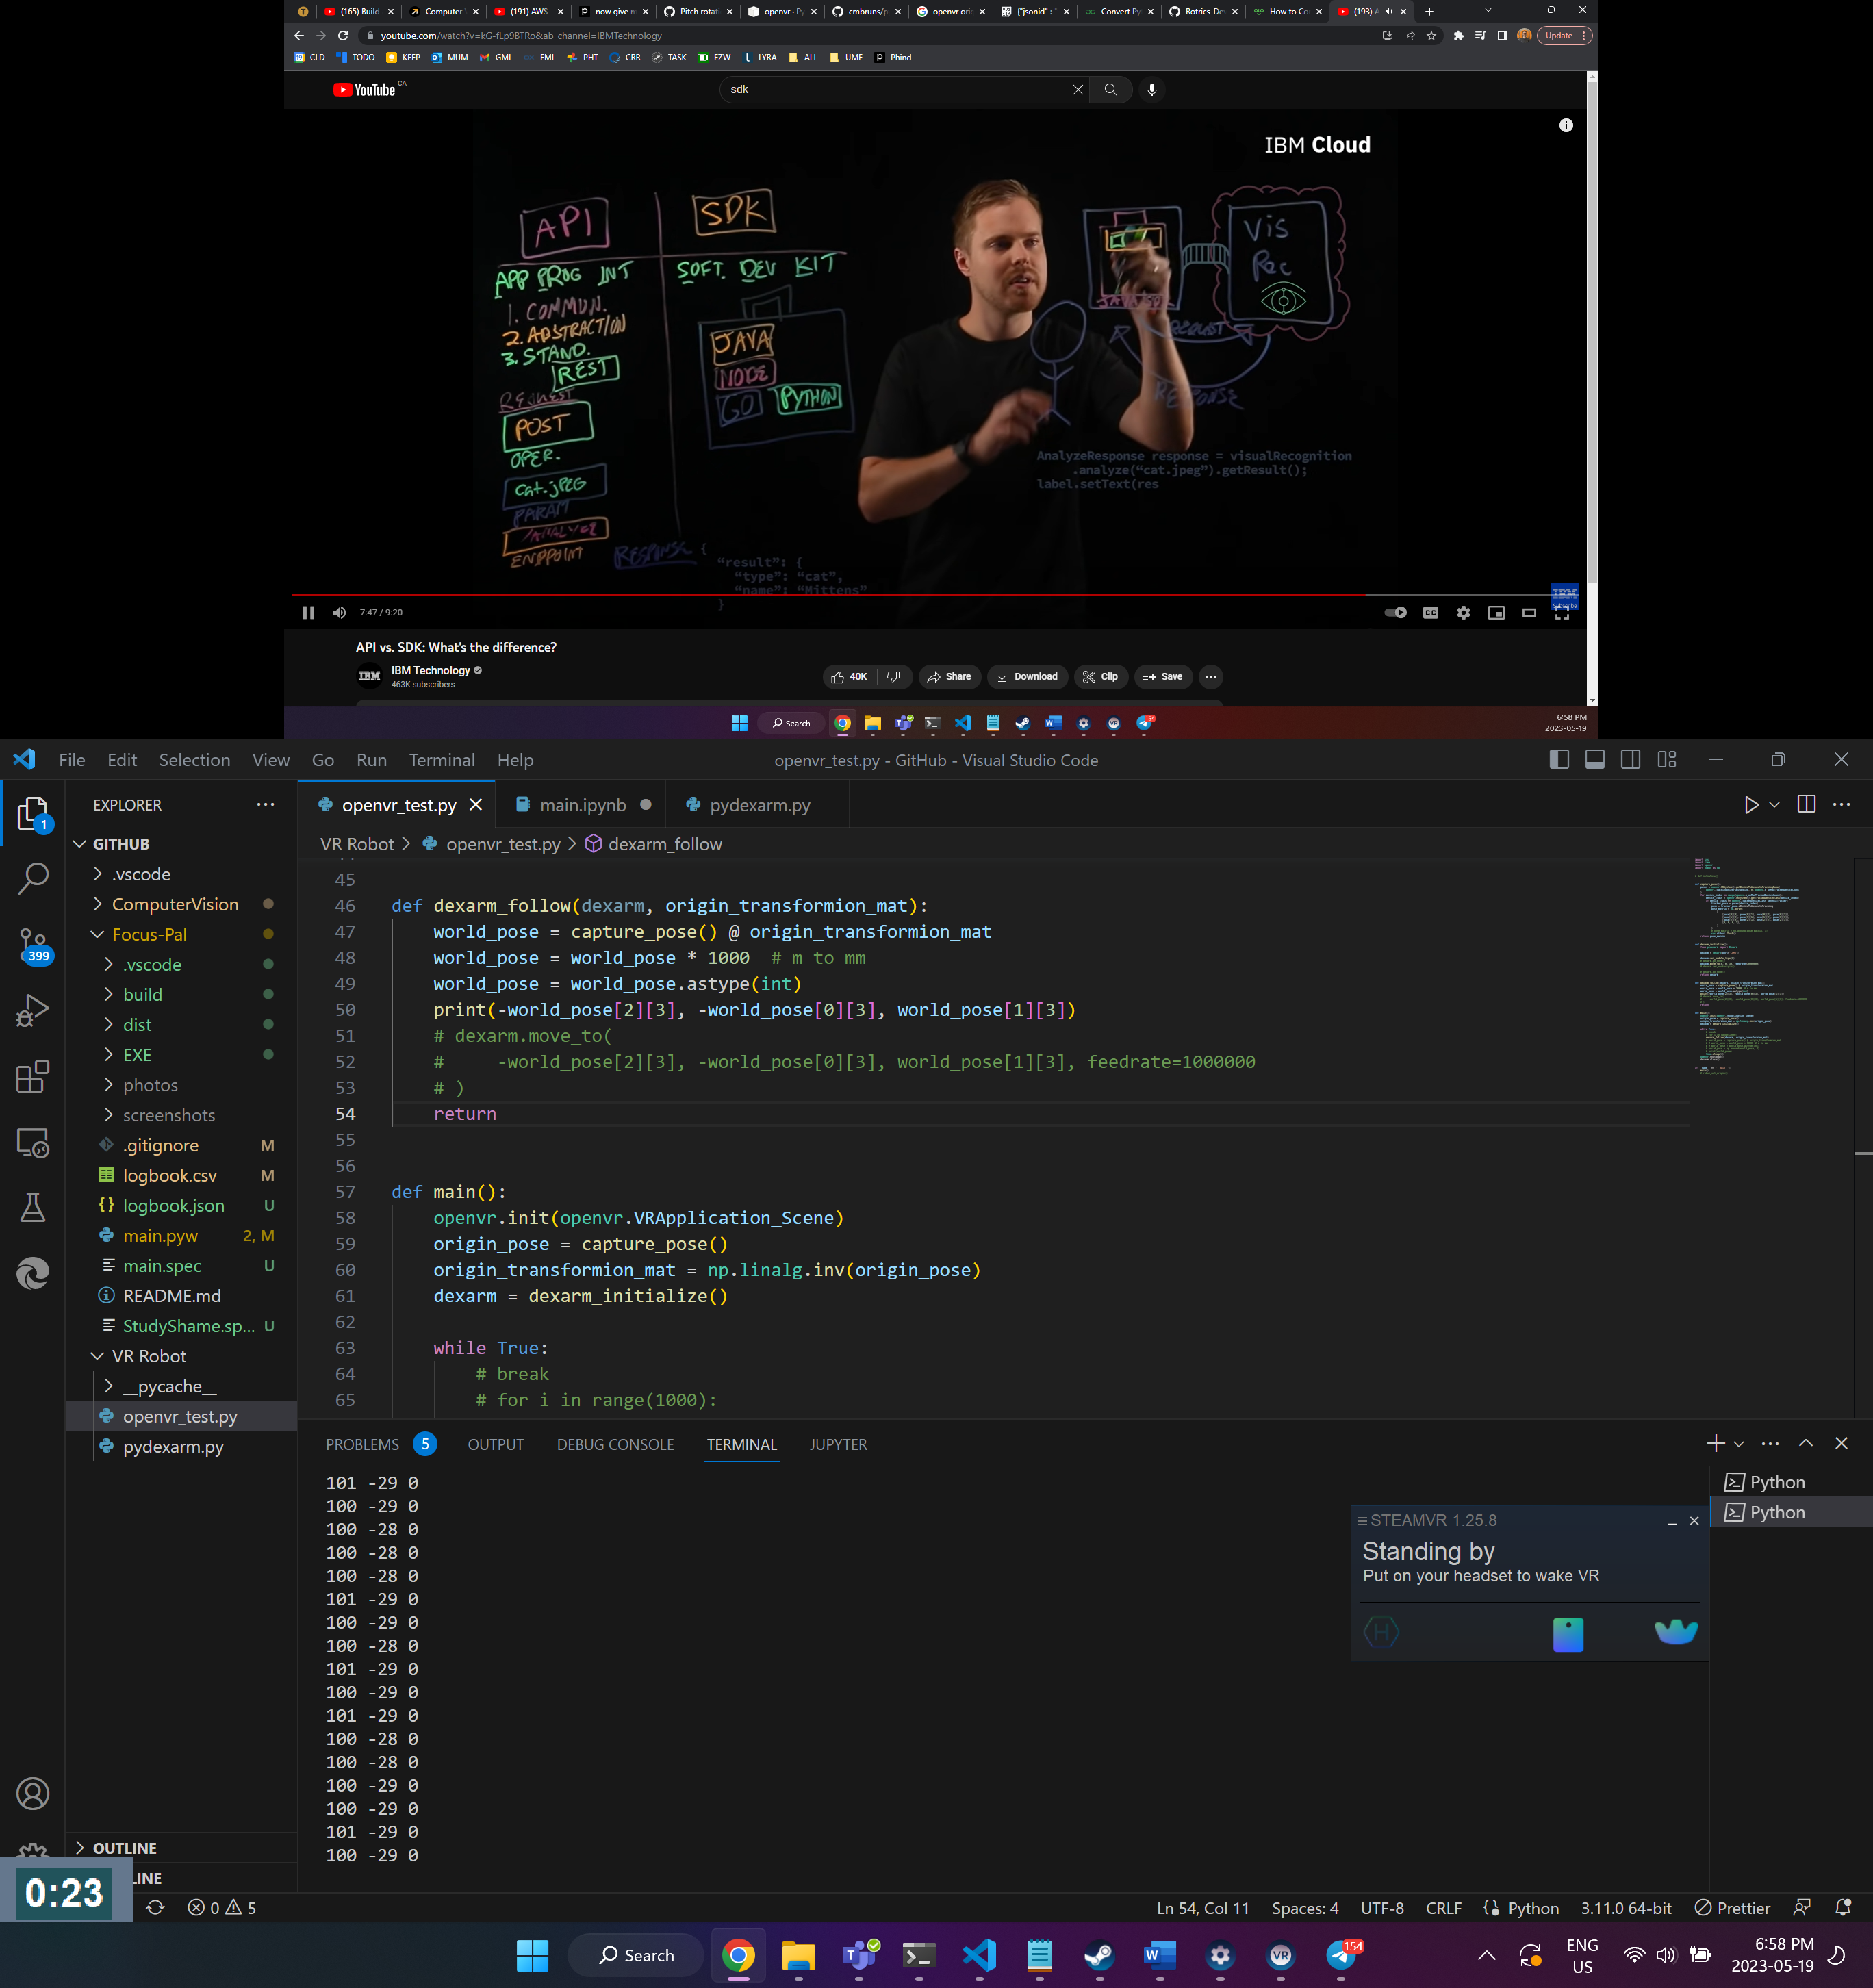 (165) Build
Computer
(191) AWS
now give m
Pitch rotati
openvr · Py
cmbruns/p
openvr ori
{"jsonid" : "
Convert Py
Rotrics-De
How to Co
(193) A
youtube.com/watch?v=kG-fLp9BTRo&ab_channel=IBMTechnology
Update
CLD TODO KEEP MUM GML EML PHT CRR TASK EZW LYRA ALL UME Phind
YouTube CA
sdk
IBM Cloud
API
SDK
APP PROG INT
SOFT. DEV KIT
1. COMMUN.
2. ABSTRACTION
3. STAND.
REST
REQUEST
POST
OPER.
cat.jPEG
PARAM
/ANALYZE
ENDPOINT
RESPONSE {
"result": {
"type": "cat",
"name": "Mittens"
}
JAVA
NODE
GO PYTHON
Vis
Rec
REQUEST
RESPONSE
AnalyzeResponse response = visualRecognition
.analyze("cat.jpeg").getResult();
label.setText(res
IBM
7:47 / 9:20
API vs. SDK: What's the difference?
IBM
IBM Technology
463K subscribers
40K
Share
Download
Clip
Save
Search
154
6:58 PM
2023-05-19
File Edit Selection View Go Run Terminal Help
openvr_test.py - GitHub - Visual Studio Code
EXPLORER
1
399
GITHUB
.vscode
ComputerVision
Focus-Pal
.vscode
build
dist
EXE
photos
screenshots
.gitignore M
logbook.csv M
logbook.json U
main.pyw 2, M
main.spec U
README.md
StudyShame.sp... U
VR Robot
__pycache__
openvr_test.py
pydexarm.py
OUTLINE
LINE
openvr_test.py
main.ipynb
pydexarm.py
VR Robot > openvr_test.py > dexarm_follow
45
46 def dexarm_follow(dexarm, origin_transformion_mat):
47 world_pose = capture_pose() @ origin_transformion_mat
48 world_pose = world_pose * 1000 # m to mm
49 world_pose = world_pose.astype(int)
50 print(-world_pose[2][3], -world_pose[0][3], world_pose[1][3])
51 # dexarm.move_to(
52 # -world_pose[2][3], -world_pose[0][3], world_pose[1][3], feedrate=1000000
53 # )
54 return
55
56
57 def main():
58 openvr.init(openvr.VRApplication_Scene)
59 origin_pose = capture_pose()
60 origin_transformion_mat = np.linalg.inv(origin_pose)
61 dexarm = dexarm_initialize()
62
63 while True:
64 # break
65 # for i in range(1000):
PROBLEMS 5 OUTPUT DEBUG CONSOLE TERMINAL JUPYTER
101 -29 0
100 -29 0
100 -28 0
100 -28 0
100 -28 0
101 -29 0
100 -29 0
100 -28 0
101 -29 0
100 -29 0
101 -29 0
100 -28 0
100 -28 0
100 -29 0
100 -29 0
101 -29 0
100 -29 0
Python
Python
STEAMVR 1.25.8
Standing by
Put on your headset to wake VR
0:23
0 5
Ln 54, Col 11 Spaces: 4 UTF-8 CRLF Python 3.11.0 64-bit Prettier
Search
154
ENG
US
6:58 PM
2023-05-19